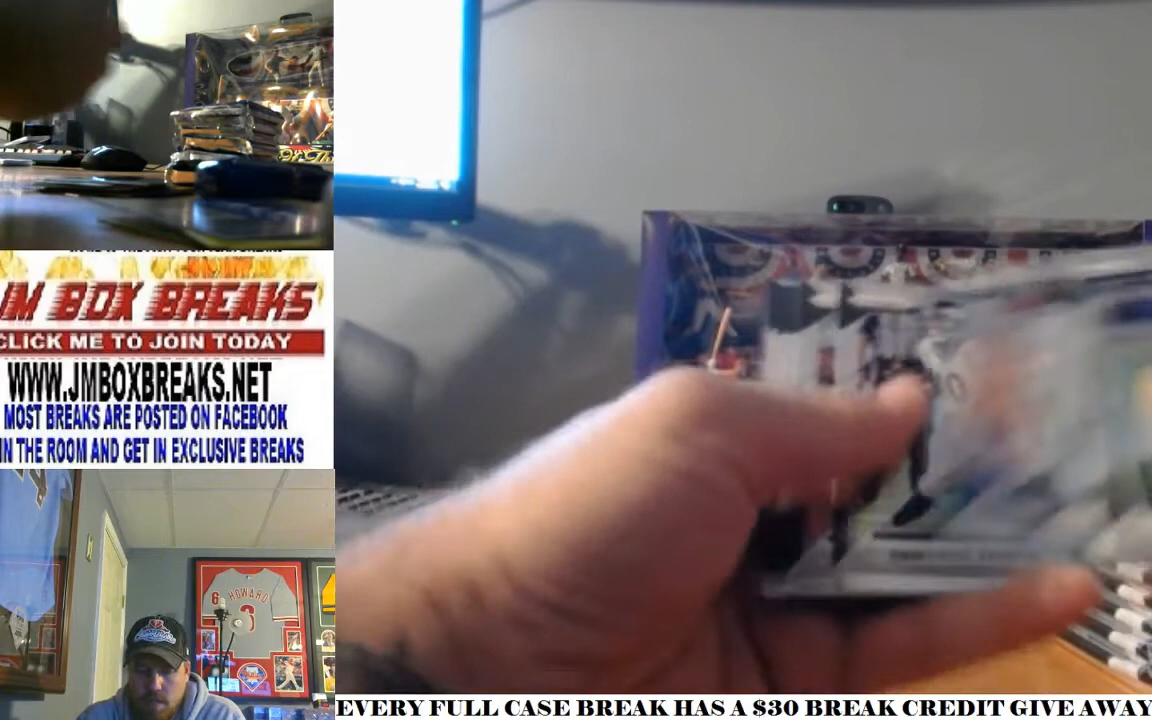 JM BOX BREAKS
CLICK ME TO JOIN TODAY
WWW.JMBOXBREAKS.NET
MOST BREAKS ARE POSTED ON FACEBOOK
IN THE ROOM AND GET IN EXCLUSIVE BREAKS
HOWARD
6
EVERY FULL CASE BREAK HAS A $30 BREAK CREDIT GIVE AWAY